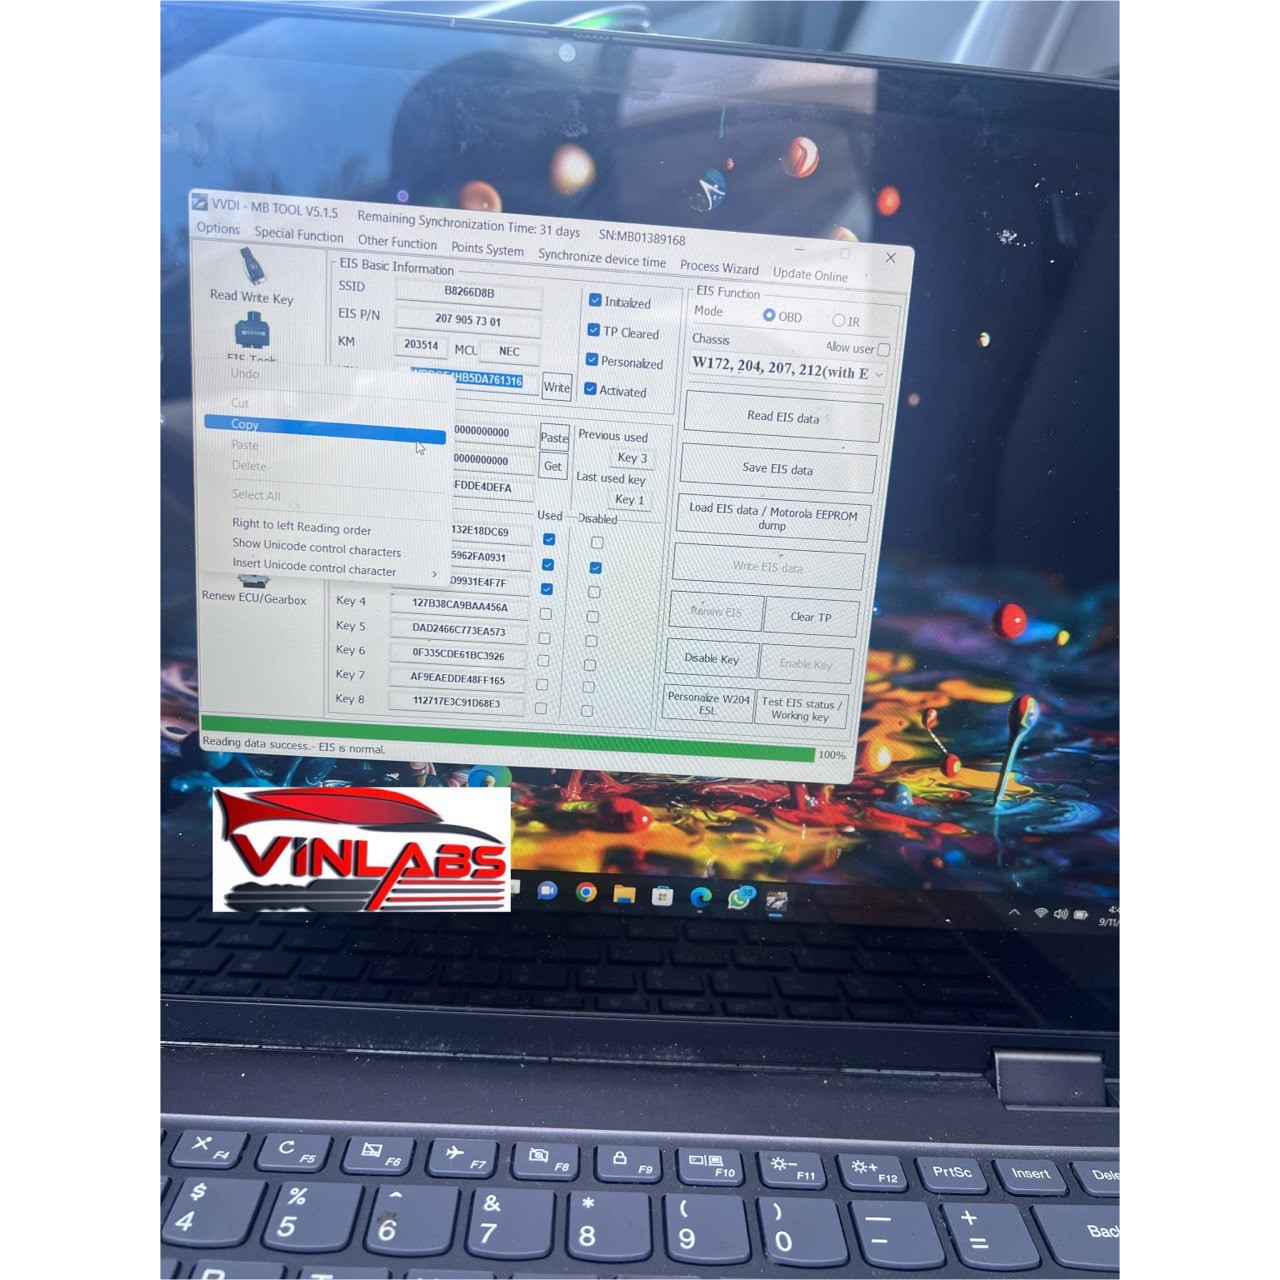 VVDI - MB TOOL V5.1.5 Remaining Synchronization Time: 31 days SN:MB01389168
Options Special Function Other Function Points System Synchronize device time Process Wizard Update Online
Read Write Key
EIS Basic Information
SSID B8266D8B
EIS P/N 207 905 73 01
KM 203514 MCU NEC
4HB5DA761316 Write
Initialized
TP Cleared
Personalized
Activated
EIS Function
Mode OBD IR
Chassis Allow user
W172, 204, 207, 212(with E
Read EIS data
Save EIS data
Load EIS data / Motorola EEPROM dump
Write EIS data
Renew EIS Clear TP
Disable Key Enable Key
Personalize W204 ESL Test EIS status / Working key
Undo
Cut
Copy
Paste
Delete
Select All
Right to left Reading order
Show Unicode control characters
Insert Unicode control character >
0000000000 Paste
0000000000 Get
FDDE4DEFA
Previous used
Key 3
Last used key
Key 1
Used Disabled
132E18DC69
5962FA0931
D9931E4F7F
Renew ECU/Gearbox
Key 4 127B38CA9BAA456A
Key 5 DAD2466C773EA573
Key 6 0F335CDE61BC3926
Key 7 AF9EAEDDE48FF165
Key 8 112717E3C91D68E3
Reading data success.- EIS is normal. 100%
VINLABS
38
9/11/
F4 F5 F6 F7 F8 F9 F10 F11 F12 PrtSc Insert Dele
$ % ^ & * ( ) — +
4 5 6 7 8 9 0 – = Bac